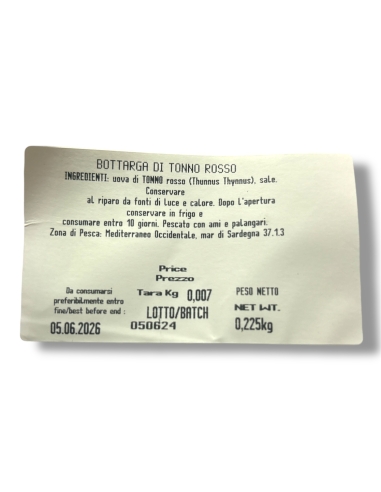 BOTTARGA DI TONNO ROSSO
INGREDIENTI: uova di TONNO rosso (Thunnus Thynnus), sale.
Conservare
al riparo da fonti di Luce e calore. Dopo l'apertura
conservare in frigo e
consumare entro 10 giorni. Pescato con ami e palangari.
Zona di Pesca: Mediterraneo Occidentale, mar di Sardegna 37.1.3
Price
Prezzo
Da consumarsi
preferibilmente entro
fine/best before end:
05.06.2026
Tara Kg 0,007
LOTTO/BATCH
050624
PESO NETTO
NET WT.
0,225kg